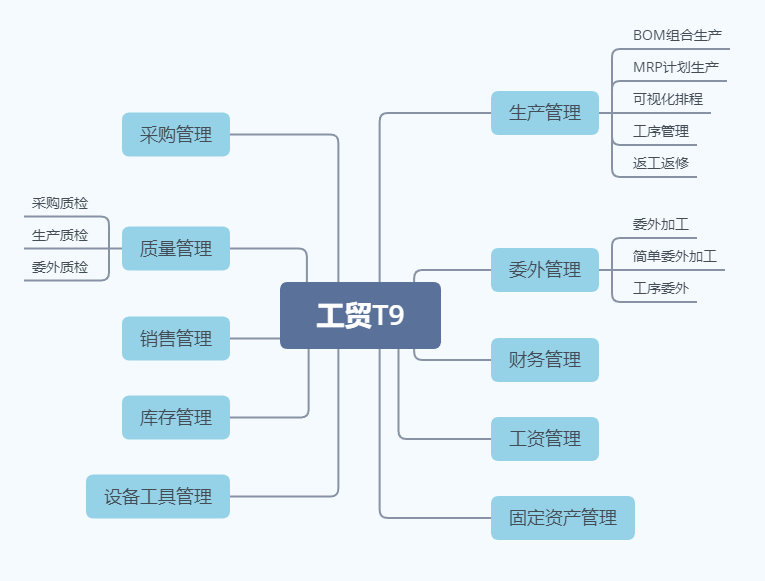 工贸T9
生产管理
BOM组合生产
MRP计划生产
可视化排程
工序管理
返工返修
委外管理
委外加工
简单委外加工
工序委外
财务管理
工资管理
固定资产管理
采购管理
质量管理
采购质检
生产质检
委外质检
销售管理
库存管理
设备工具管理